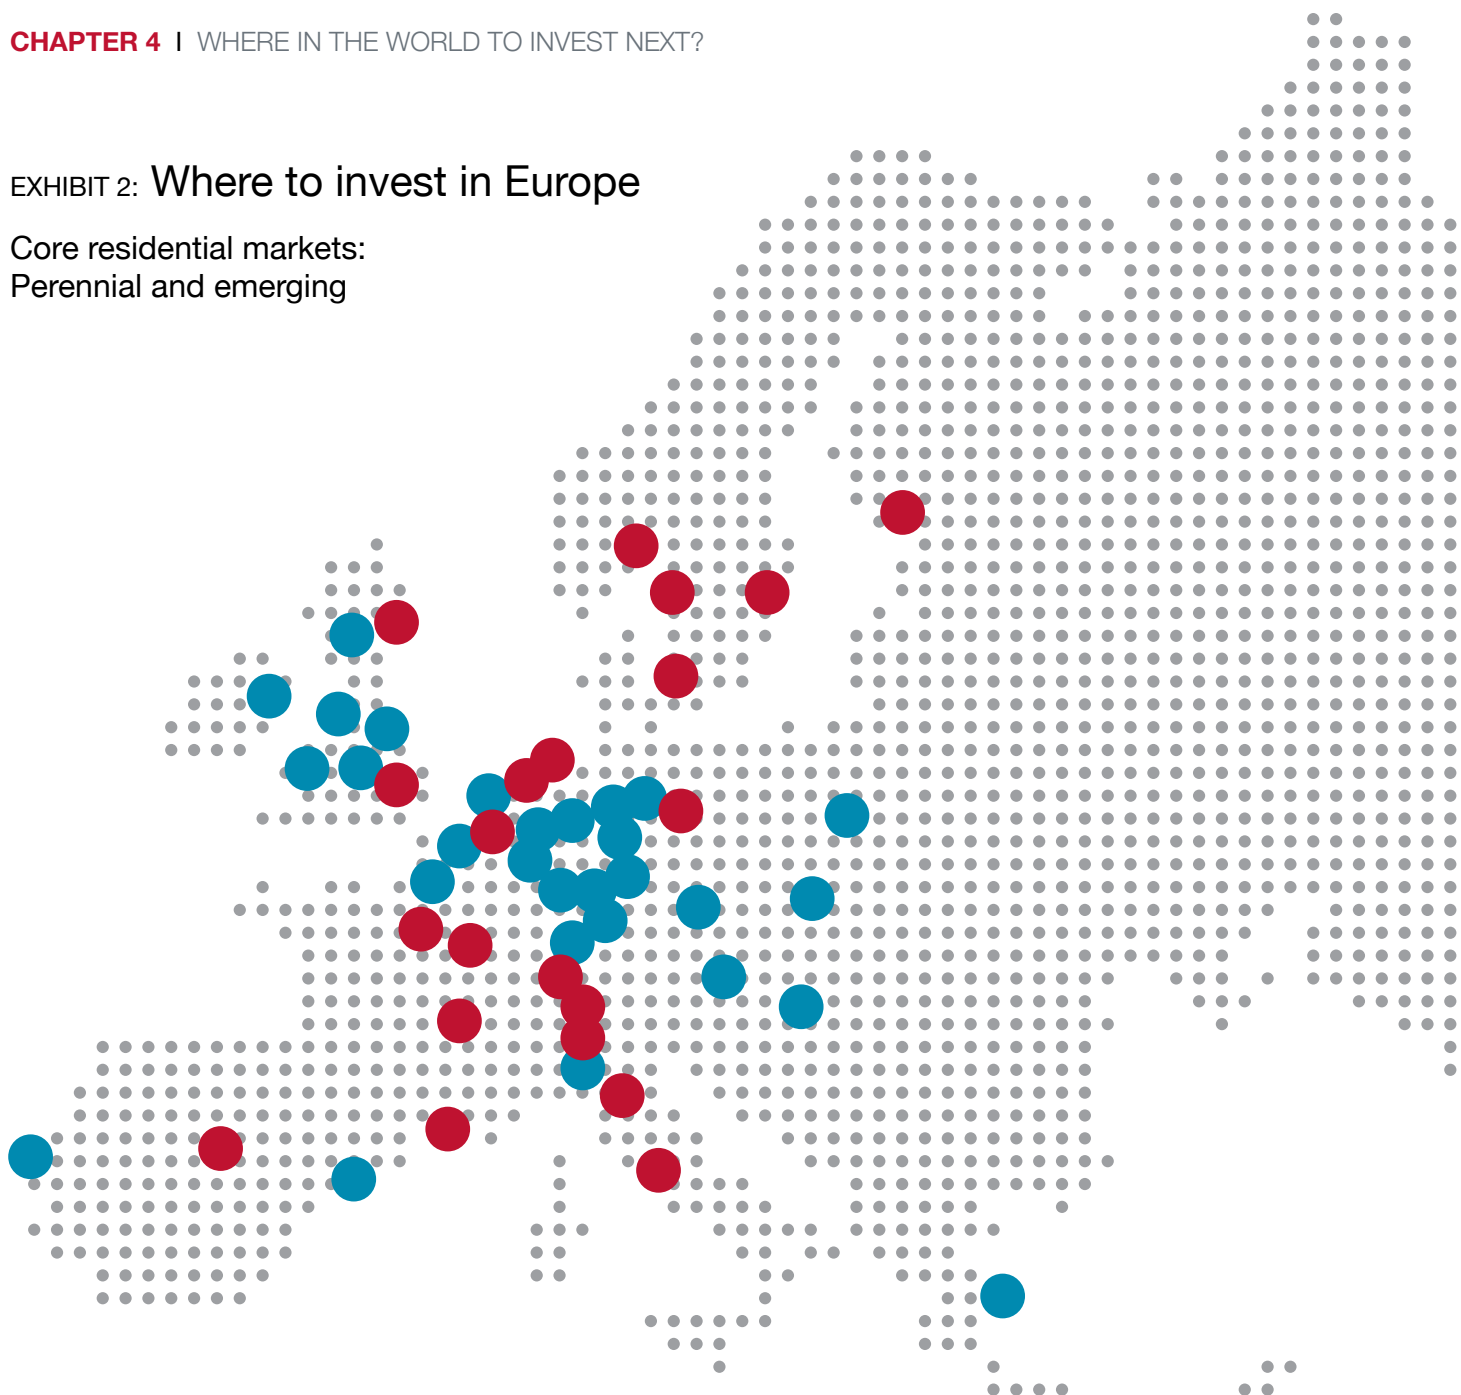 CHAPTER 4 I WHERE IN THE WORLD TO INVEST NEXT?
EXHIBIT 2: Where to invest in Europe
Core residential markets:
Perennial and emerging